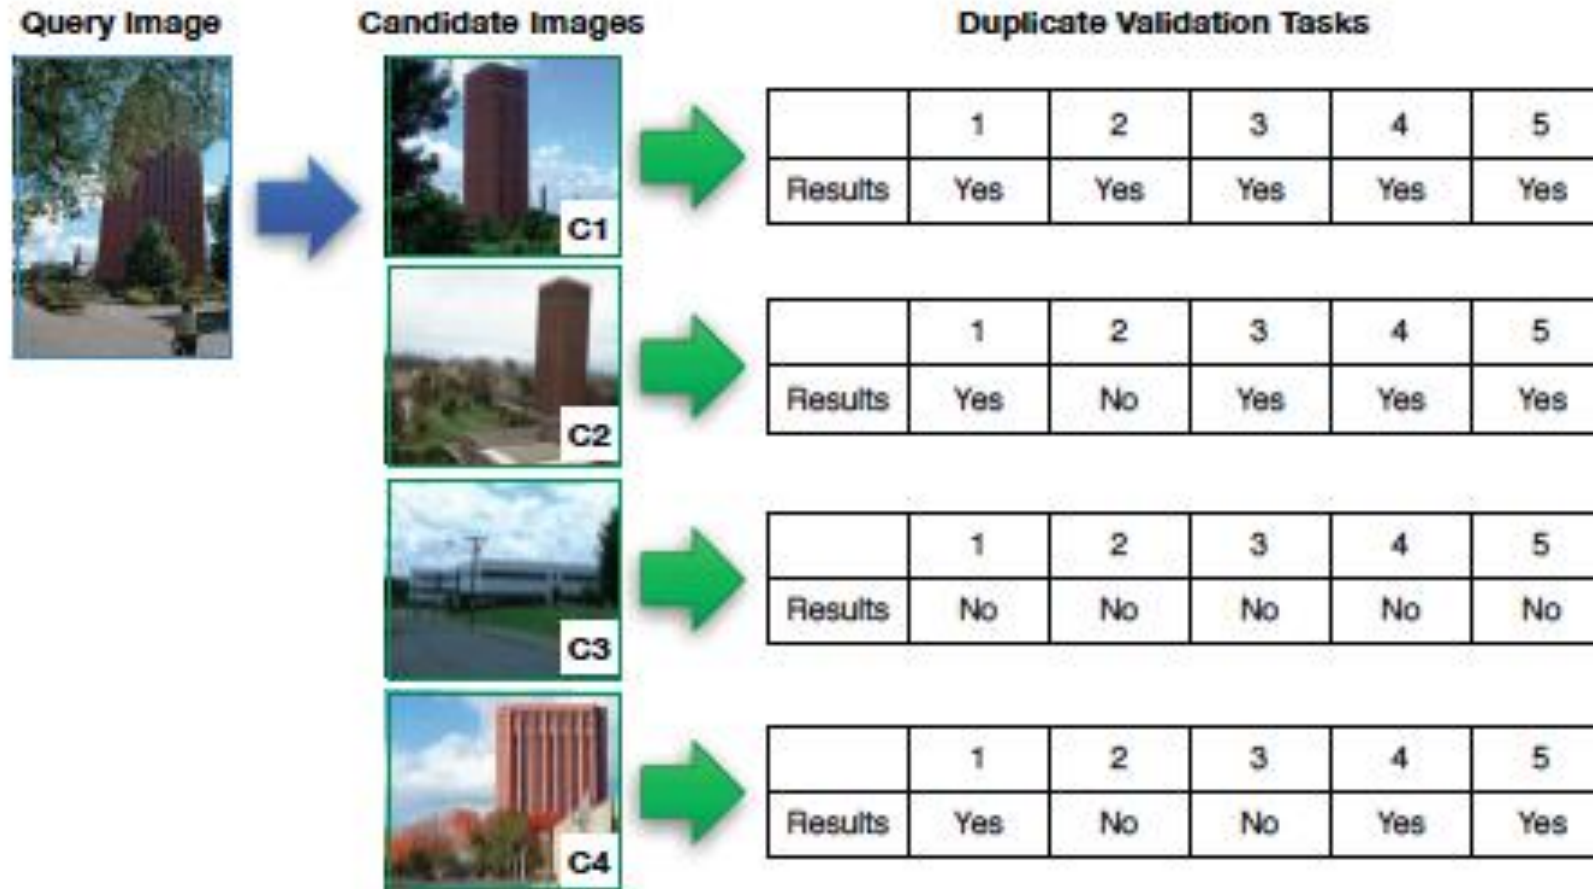 Query Image Candidate Images Duplicate Validation Tasks
1 2 3 4 5
Results Yes Yes Yes Yes Yes
C1
1 2 3 4 5
Results Yes No Yes Yes Yes
C2
1 2 3 4 5
Results No No No No No
C3
1 2 3 4 5
Results Yes No No Yes Yes
C4